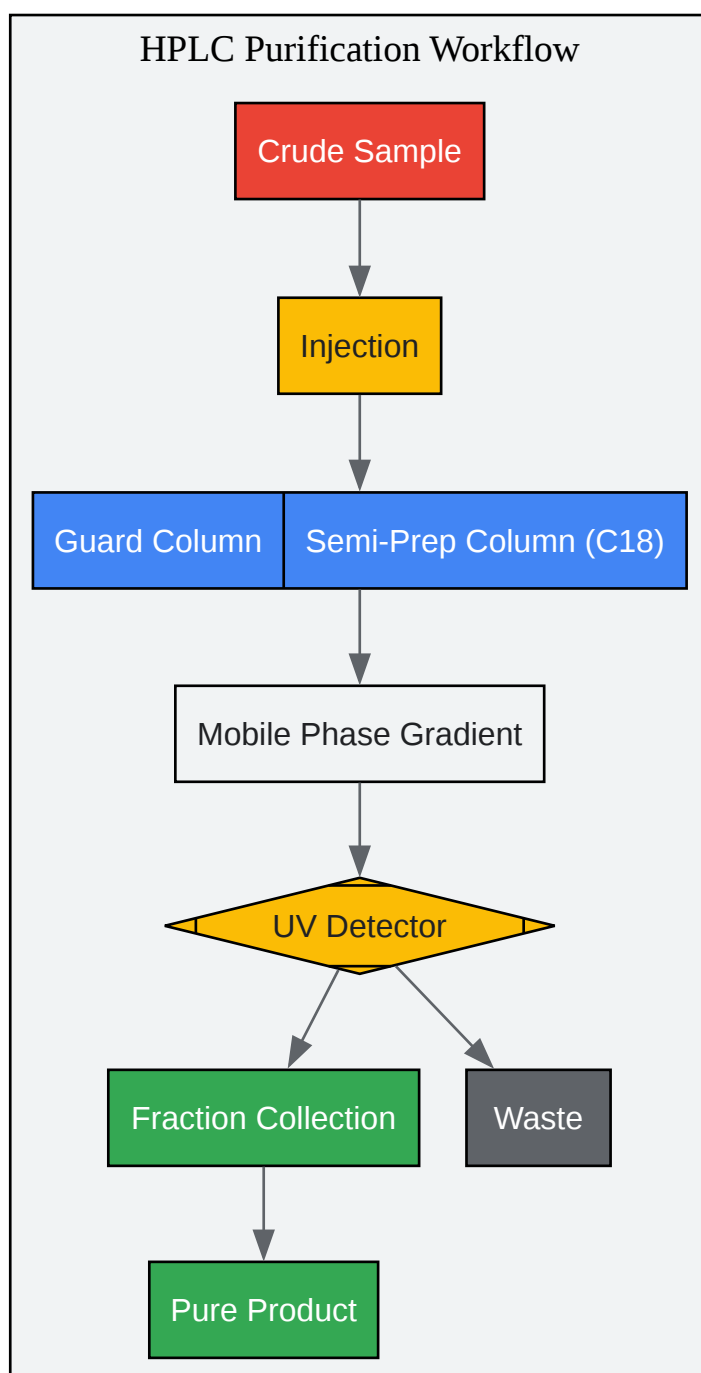 HPLC Purification Workflow
Crude Sample
Injection
Guard Column
Semi-Prep Column (C18)
Mobile Phase Gradient
UV Detector
Fraction Collection
Waste
Pure Product